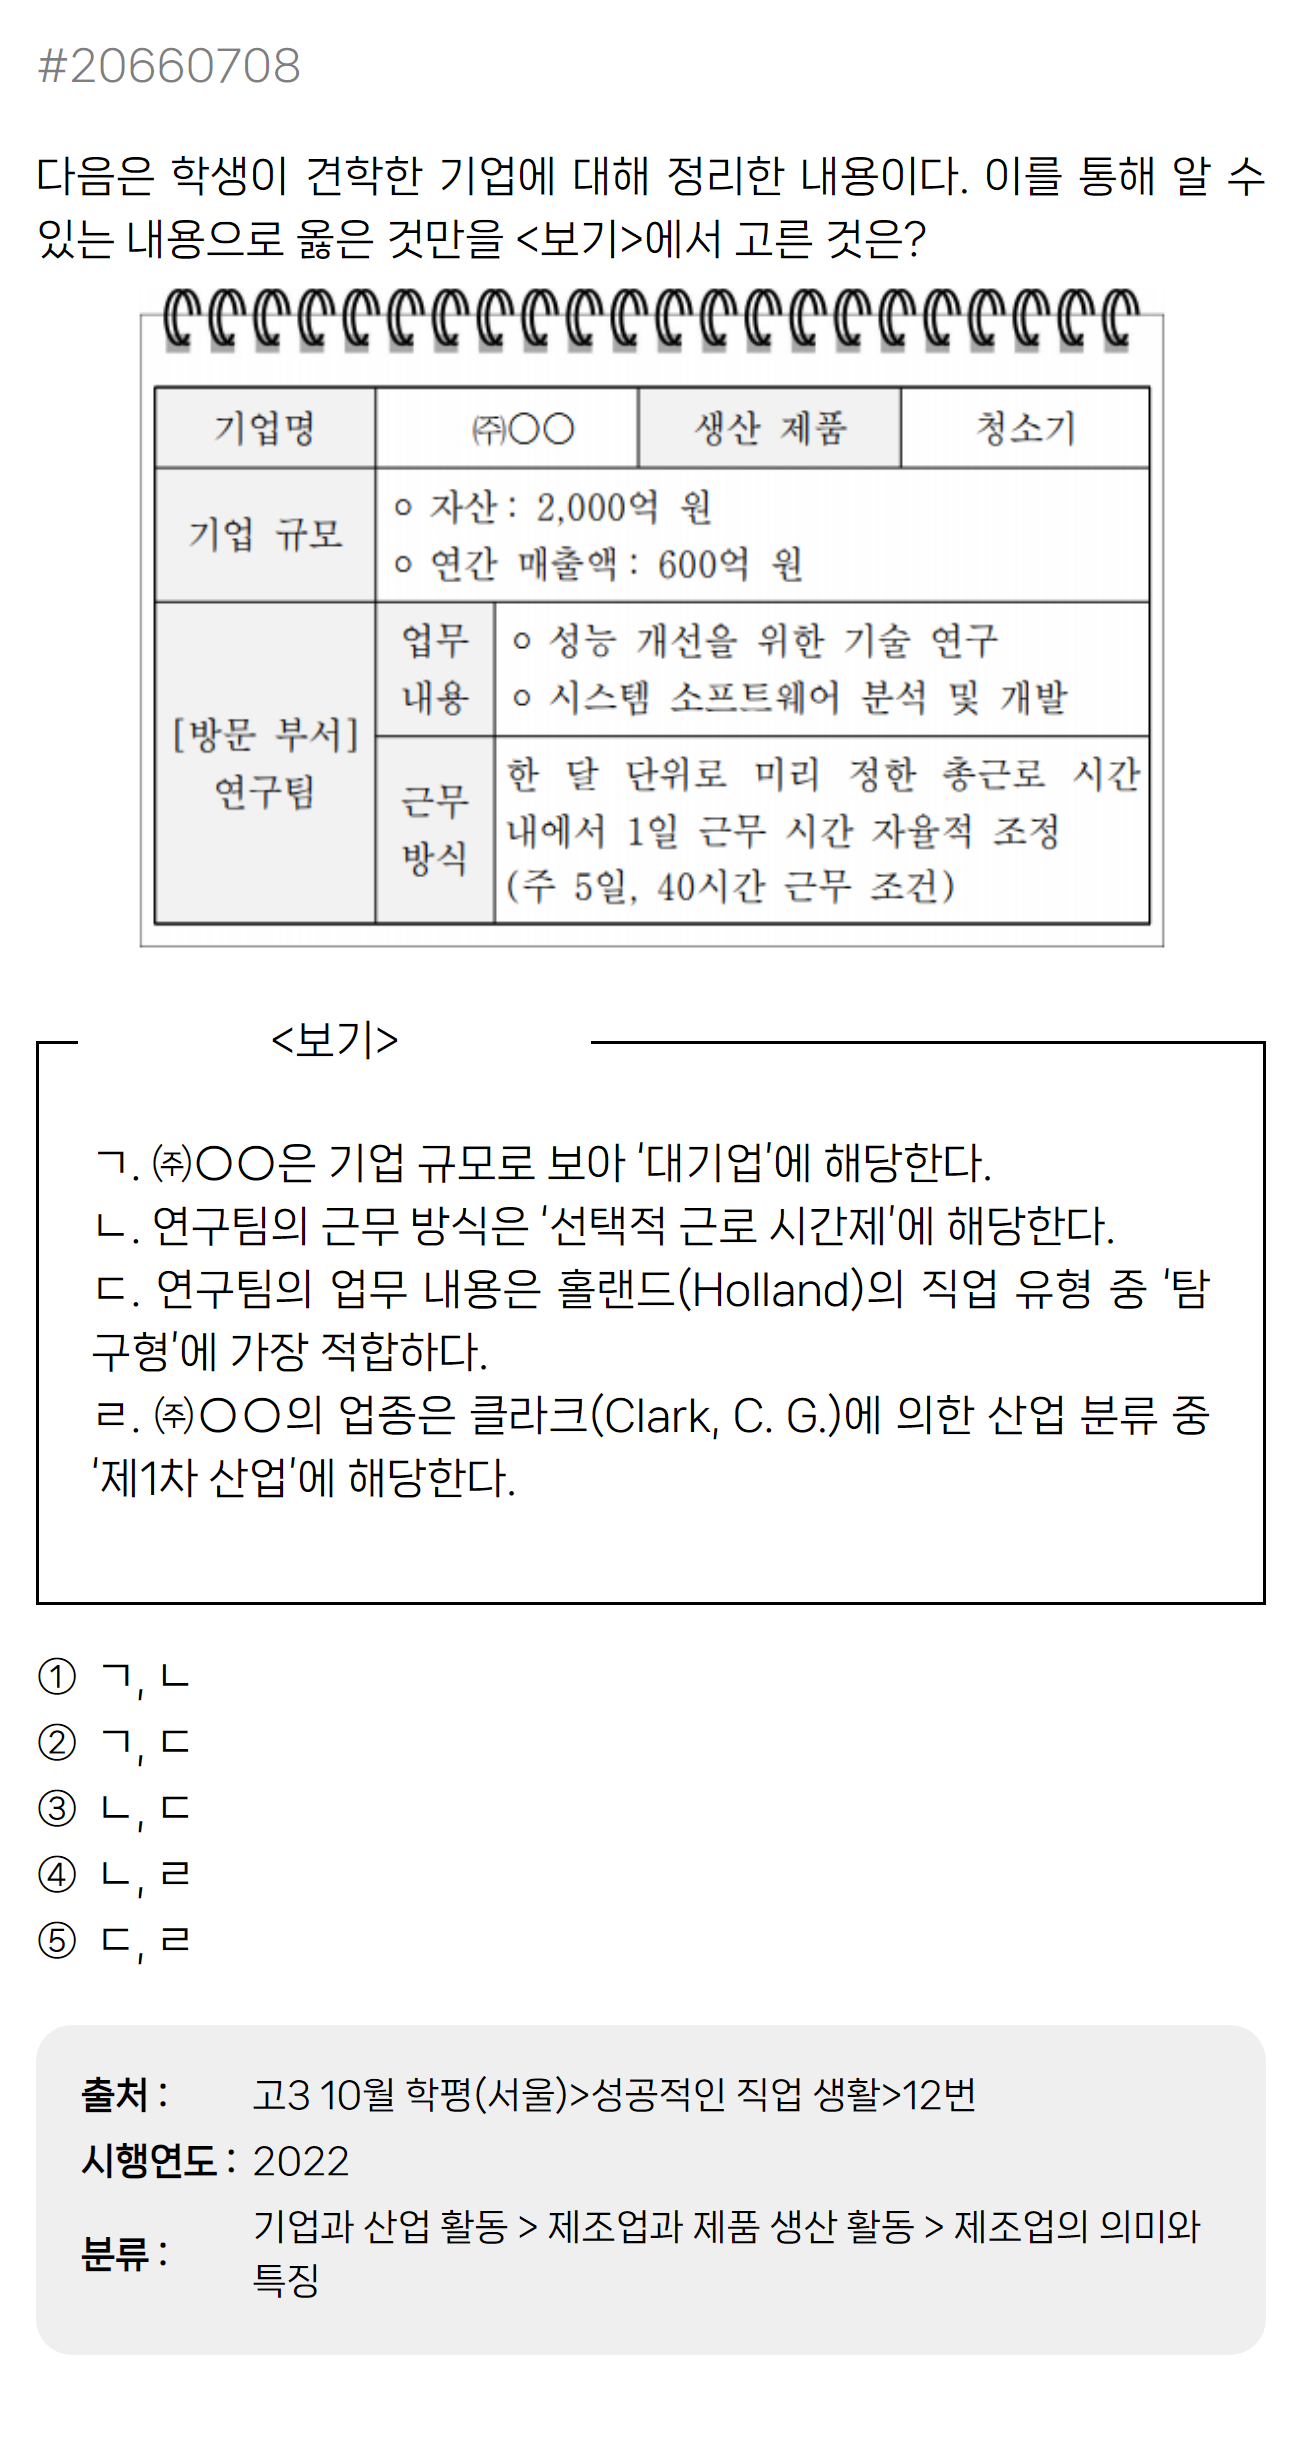 #20660708
다음은 학생이 견학한 기업에 대해 정리한 내용이다. 이를 통해 알 수
있는 내용으로 옳은 것만을 <보기>에서 고른 것은?
기업명 ㈜○○ 생산 제품 청소기
기업 규모
∘ 자산: 2,000억 원
∘ 연간 매출액: 600억 원
[방문 부서]
연구팀
업무
내용
∘ 성능 개선을 위한 기술 연구
∘ 시스템 소프트웨어 분석 및 개발
근무
방식
한 달 단위로 미리 정한 총근로 시간
내에서 1일 근무 시간 자율적 조정
(주 5일, 40시간 근무 조건)
<보기>
ㄱ. ㈜○○은 기업 규모로 보아 '대기업'에 해당한다.
ㄴ. 연구팀의 근무 방식은 '선택적 근로 시간제'에 해당한다.
ㄷ. 연구팀의 업무 내용은 홀랜드(Holland)의 직업 유형 중 '탐
구형'에 가장 적합하다.
ㄹ. ㈜○○의 업종은 클라크(Clark, C. G.)에 의한 산업 분류 중
'제1차 산업'에 해당한다.
① ㄱ, ㄴ
② ㄱ, ㄷ
③ ㄴ, ㄷ
④ ㄴ, ㄹ
⑤ ㄷ, ㄹ
출처 : 고3 10월 학평(서울)>성공적인 직업 생활>12번
시행연도 : 2022
분류 : 기업과 산업 활동 > 제조업과 제품 생산 활동 > 제조업의 의미와
특징